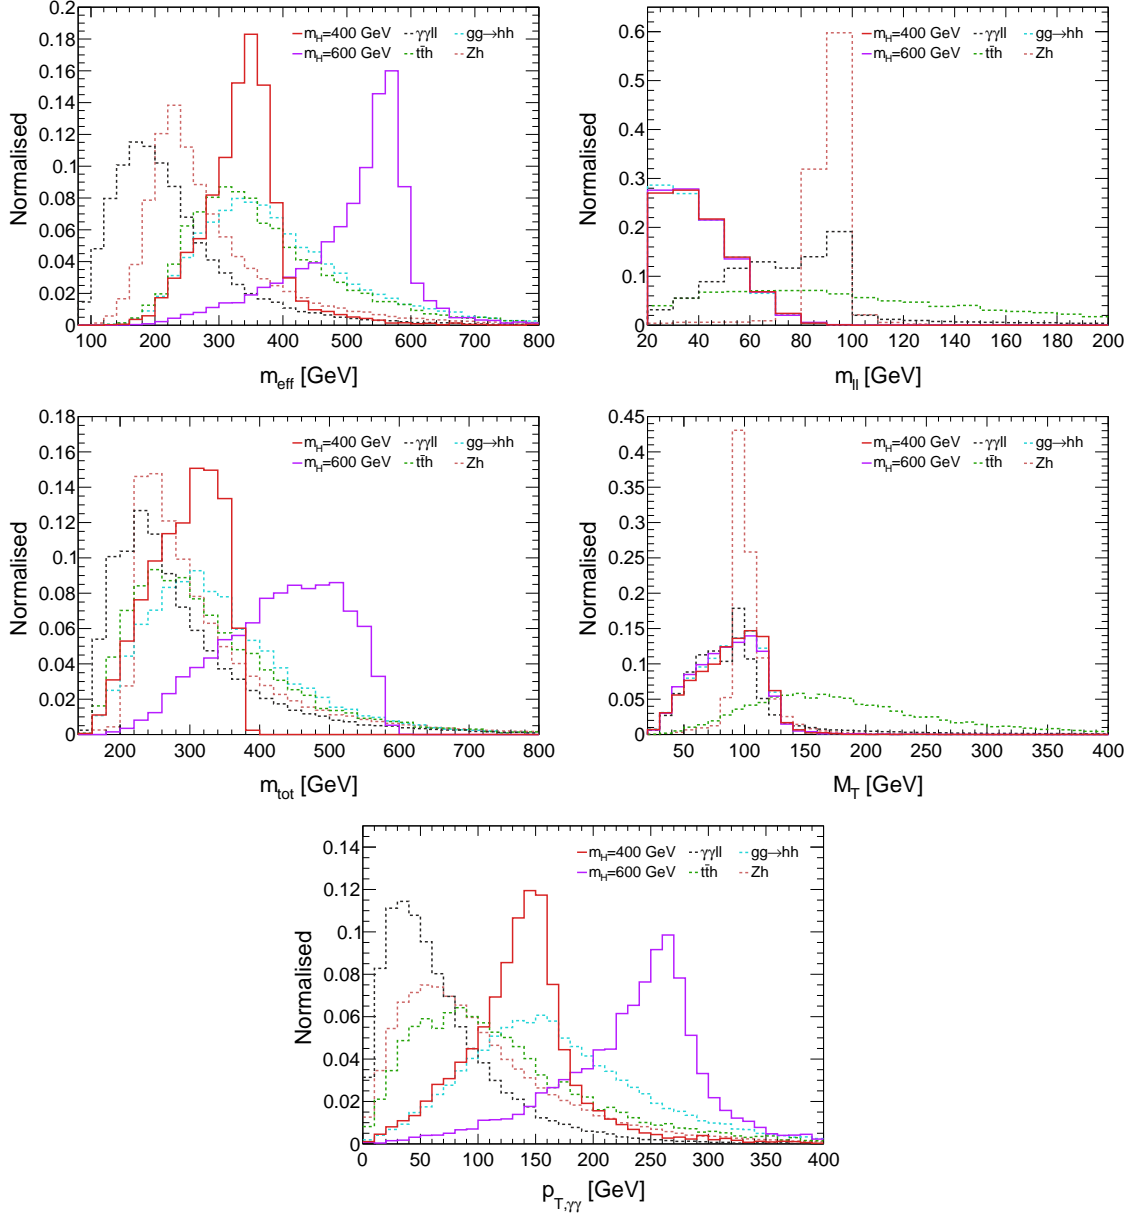 m_H=400 GeV γγll gg→hh
m_H=600 GeV tt̄h Zh
Normalised
0 0.02 0.04 0.06 0.08 0.1 0.12 0.14 0.16 0.18 0.2
100 200 300 400 500 600 700 800
m_eff [GeV]
m_H=400 GeV γγll gg→hh
m_H=600 GeV tt̄h Zh
Normalised
0 0.1 0.2 0.3 0.4 0.5 0.6
20 40 60 80 100 120 140 160 180 200
m_ll [GeV]
m_H=400 GeV γγll gg→hh
m_H=600 GeV tt̄h Zh
Normalised
0 0.02 0.04 0.06 0.08 0.1 0.12 0.14 0.16 0.18
200 300 400 500 600 700 800
m_tot [GeV]
m_H=400 GeV γγll gg→hh
m_H=600 GeV tt̄h Zh
Normalised
0 0.05 0.1 0.15 0.2 0.25 0.3 0.35 0.4 0.45
50 100 150 200 250 300 350 400
M_T [GeV]
m_H=400 GeV γγll gg→hh
m_H=600 GeV tt̄h Zh
Normalised
0 0.02 0.04 0.06 0.08 0.1 0.12 0.14
0 50 100 150 200 250 300 350 400
p_T,γγ [GeV]